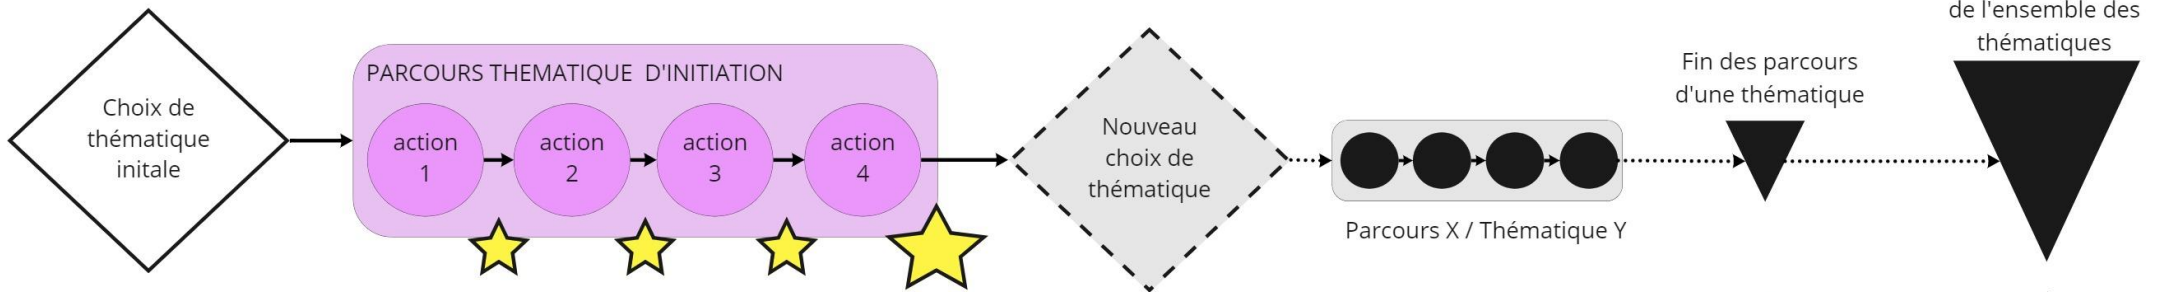 Choix de
thématique
initale
PARCOURS THEMATIQUE D'INITIATION
action
1
action
2
action
3
action
4
Nouveau
choix de
thématique
Parcours X / Thématique Y
Fin des parcours
d'une thématique
de l'ensemble des
thématiques